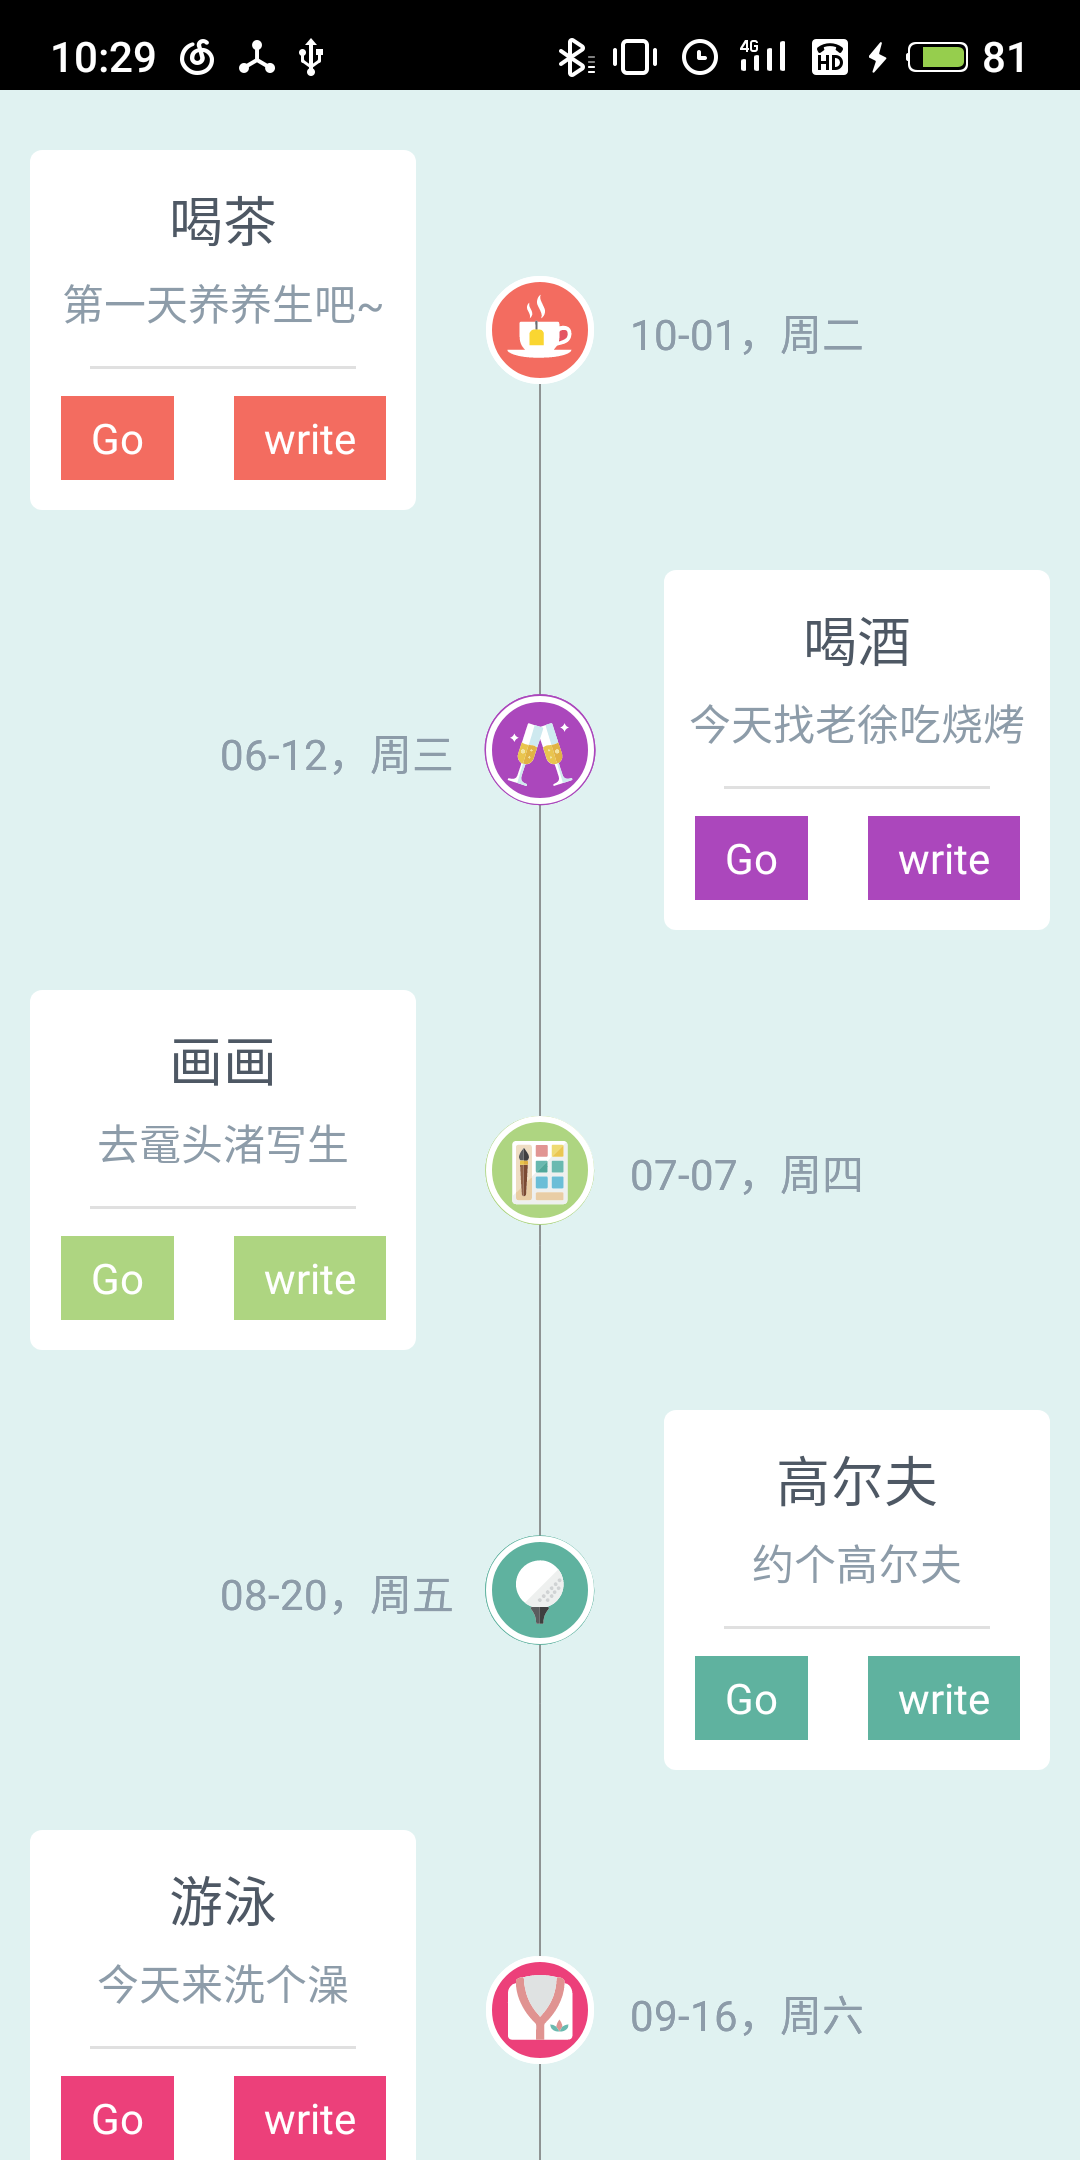 10:29 4G HD 81
喝茶
第一天养养生吧~
10-01，周二
Go write
喝酒
今天找老徐吃烧烤
06-12，周三
Go write
画画
去鼋头渚写生
07-07，周四
Go write
高尔夫
约个高尔夫
08-20，周五
Go write
游泳
今天来洗个澡
09-16，周六
Go write